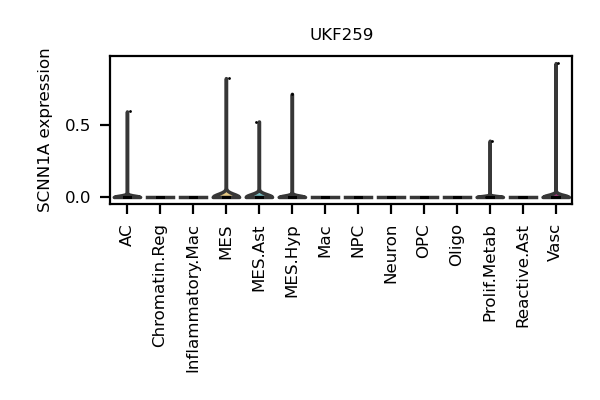 UKF259
SCNN1A expression
0.5
0.0
AC
Chromatin.Reg
Inflammatory.Mac
MES
MES.Ast
MES.Hyp
Mac
NPC
Neuron
OPC
Oligo
Prolif.Metab
Reactive.Ast
Vasc